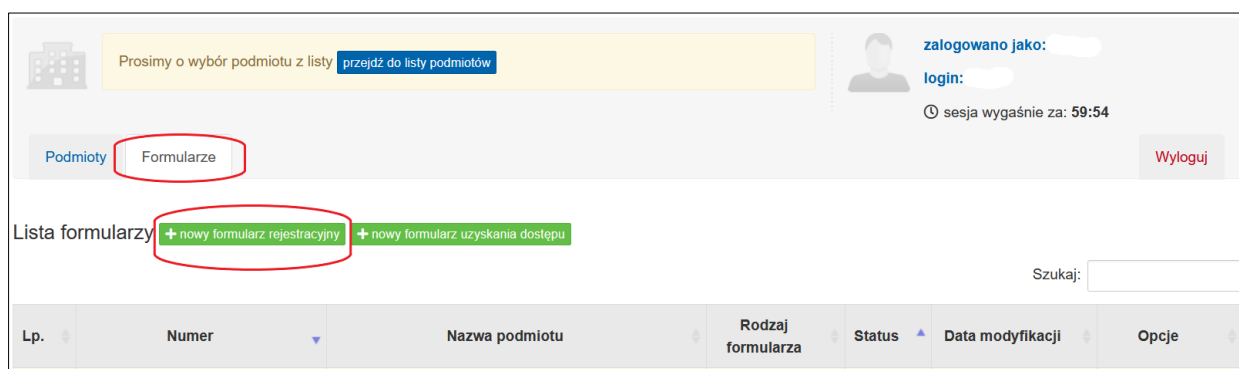 Prosimy o wybór podmiotu z listy przejdź do listy podmiotów
zalogowano jako:
login:
sesja wygaśnie za: 59:54
Podmioty Formularze Wyloguj
Lista formularzy + nowy formularz rejestracyjny + nowy formularz uzyskania dostępu
Szukaj:
Lp. Numer Nazwa podmiotu Rodzaj formularza Status Data modyfikacji Opcje